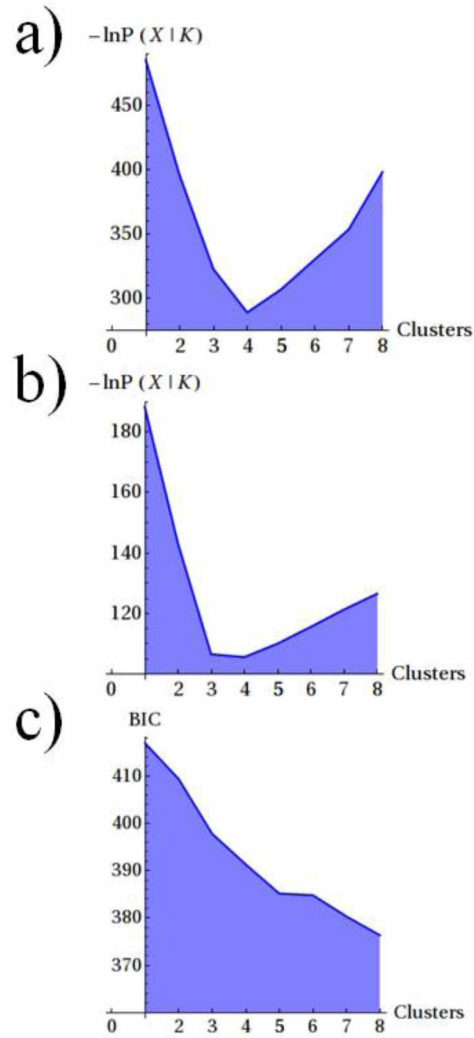 a)
−lnP (X | K)
450
400
350
300
0 2 3 4 5 6 7 8 Clusters
b)
−lnP (X | K)
180
160
140
120
0 2 3 4 5 6 7 8 Clusters
c)
BIC
410
400
390
380
370
0 2 3 4 5 6 7 8 Clusters